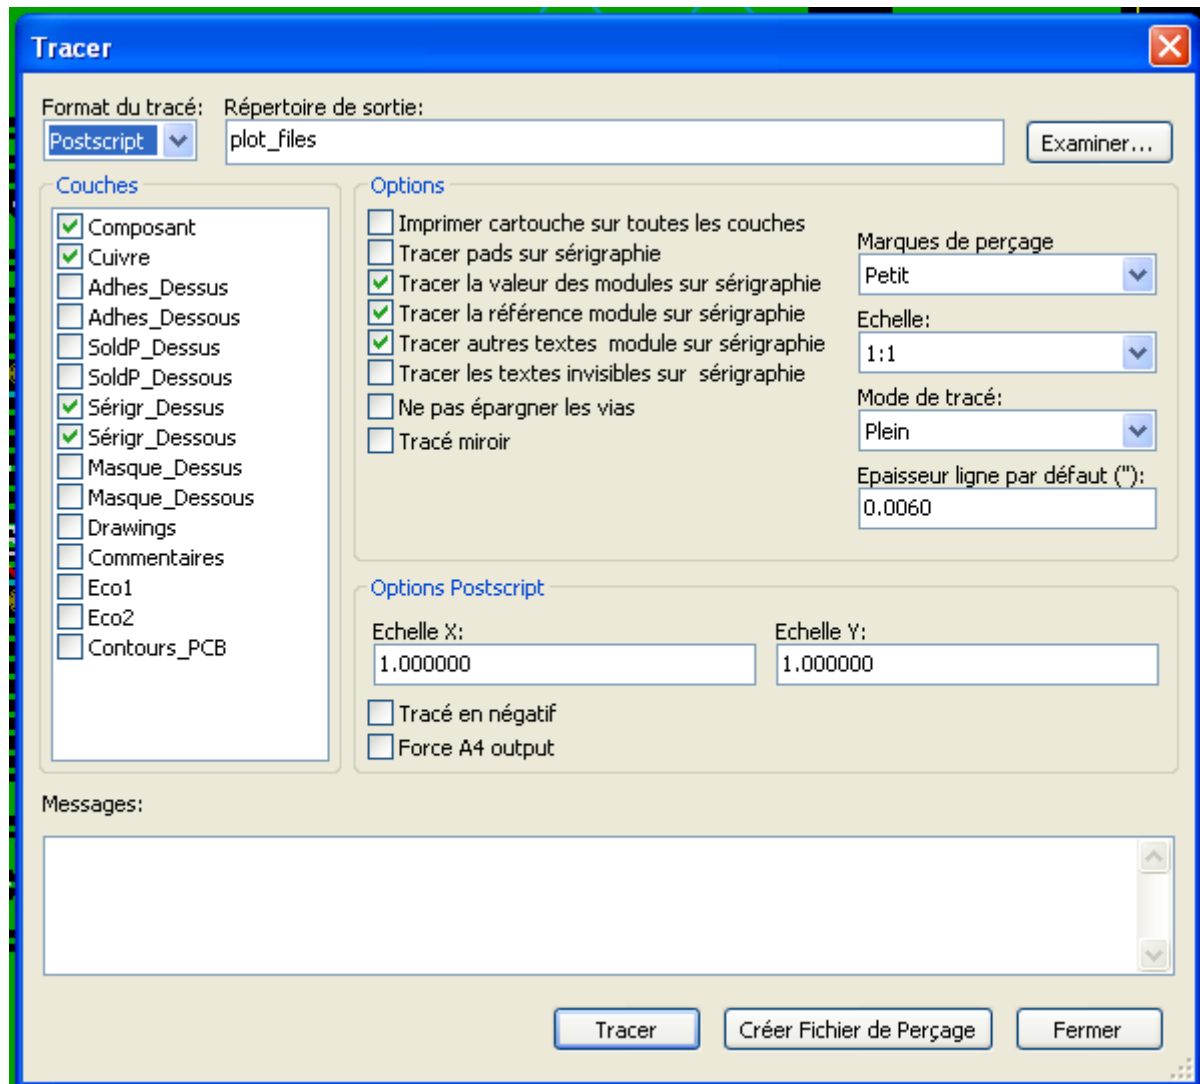 Tracer
Format du tracé: Répertoire de sortie:
Postscript plot_files Examiner...
Couches
Composant
Cuivre
Adhes_Dessus
Adhes_Dessous
SoldP_Dessus
SoldP_Dessous
Sérigr_Dessus
Sérigr_Dessous
Masque_Dessus
Masque_Dessous
Drawings
Commentaires
Eco1
Eco2
Contours_PCB
Options
Imprimer cartouche sur toutes les couches
Tracer pads sur sérigraphie
Tracer la valeur des modules sur sérigraphie
Tracer la référence module sur sérigraphie
Tracer autres textes  module sur sérigraphie
Tracer les textes invisibles sur  sérigraphie
Ne pas épargner les vias
Tracé miroir
Marques de perçage
Petit
Echelle:
1:1
Mode de tracé:
Plein
Epaisseur ligne par défaut ("):
0.0060
Options Postscript
Echelle X: Echelle Y:
1.000000 1.000000
Tracé en négatif
Force A4 output
Messages:
Tracer Créer Fichier de Perçage Fermer